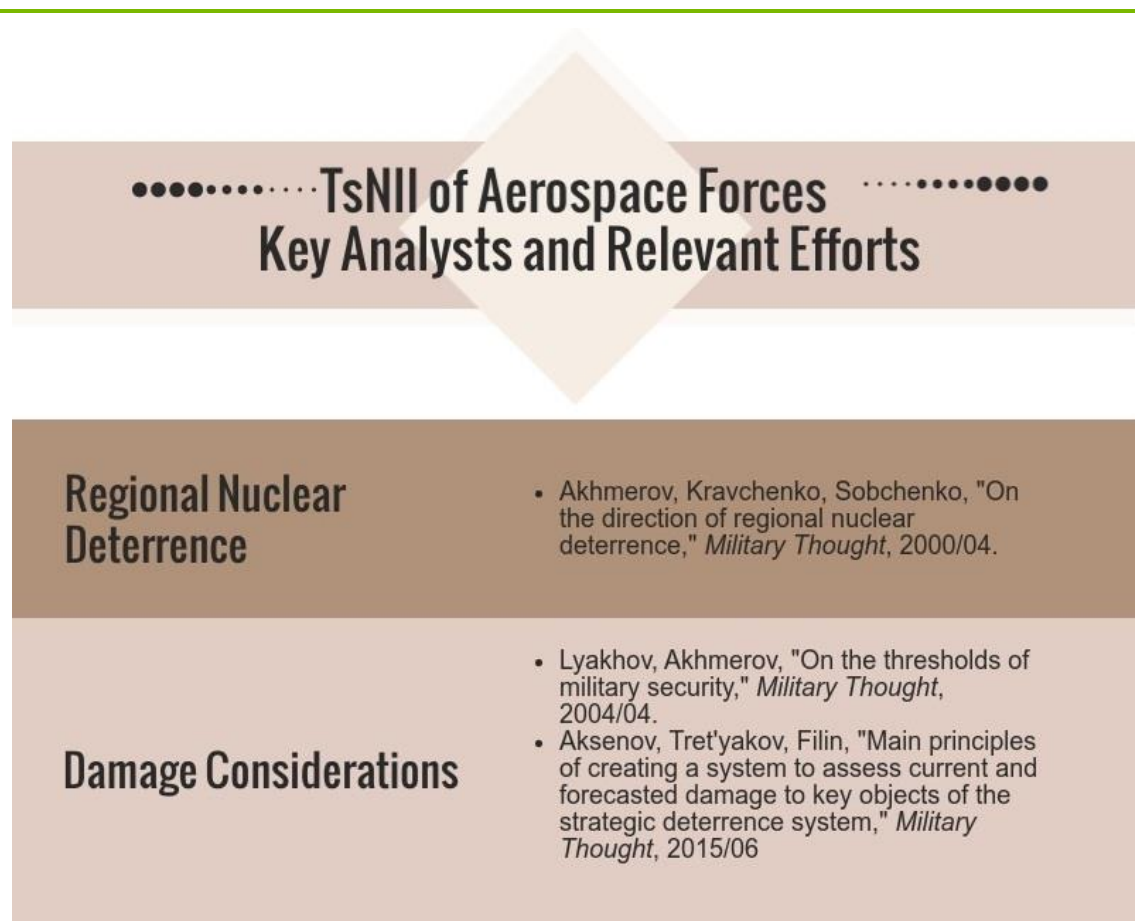 TsNII of Aerospace Forces
Key Analysts and Relevant Efforts
Regional Nuclear
Deterrence
• Akhmerov, Kravchenko, Sobchenko, "On
the direction of regional nuclear
deterrence," Military Thought, 2000/04.
Damage Considerations
• Lyakhov, Akhmerov, "On the thresholds of
military security," Military Thought,
2004/04.
• Aksenov, Tret'yakov, Filin, "Main principles
of creating a system to assess current and
forecasted damage to key objects of the
strategic deterrence system," Military
Thought, 2015/06